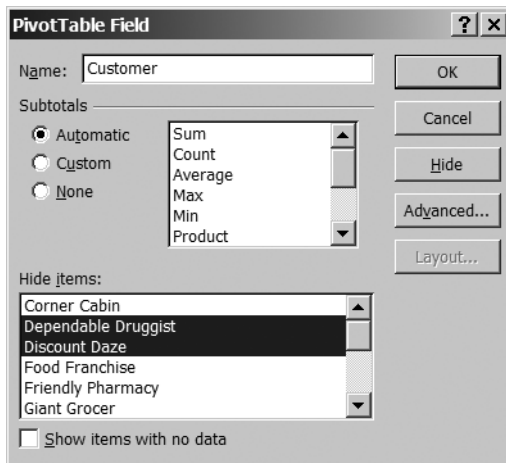 PivotTable Field
Name: Customer
OK
Subtotals
Cancel
Automatic
Custom
None
Sum
Count
Average
Max
Min
Product
Hide
Advanced...
Layout...
Hide items:
Corner Cabin
Dependable Druggist
Discount Daze
Food Franchise
Friendly Pharmacy
Giant Grocer
Show items with no data